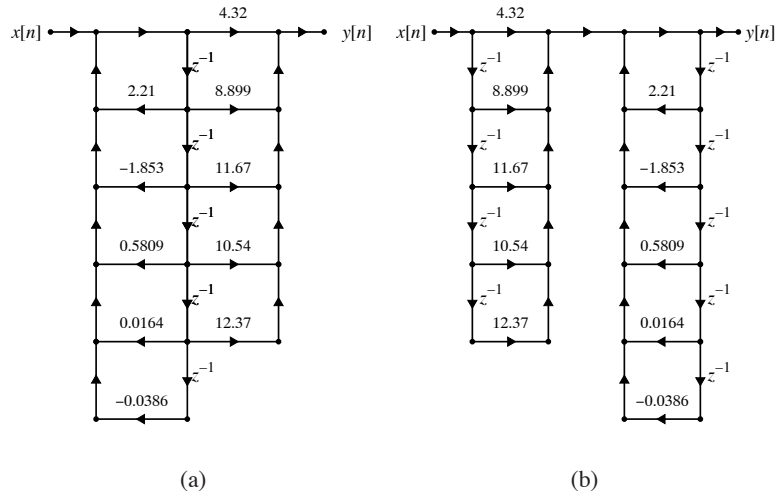 4.32 4.32
x[n] y[n] x[n] y[n]
z⁻¹ z⁻¹ z⁻¹
2.21 8.899 8.899 2.21
z⁻¹ z⁻¹ z⁻¹
−1.853 11.67 11.67 −1.853
z⁻¹ z⁻¹ z⁻¹
0.5809 10.54 10.54 0.5809
z⁻¹ z⁻¹ z⁻¹
0.0164 12.37 12.37 0.0164
z⁻¹ z⁻¹
−0.0386 −0.0386
(a) (b)